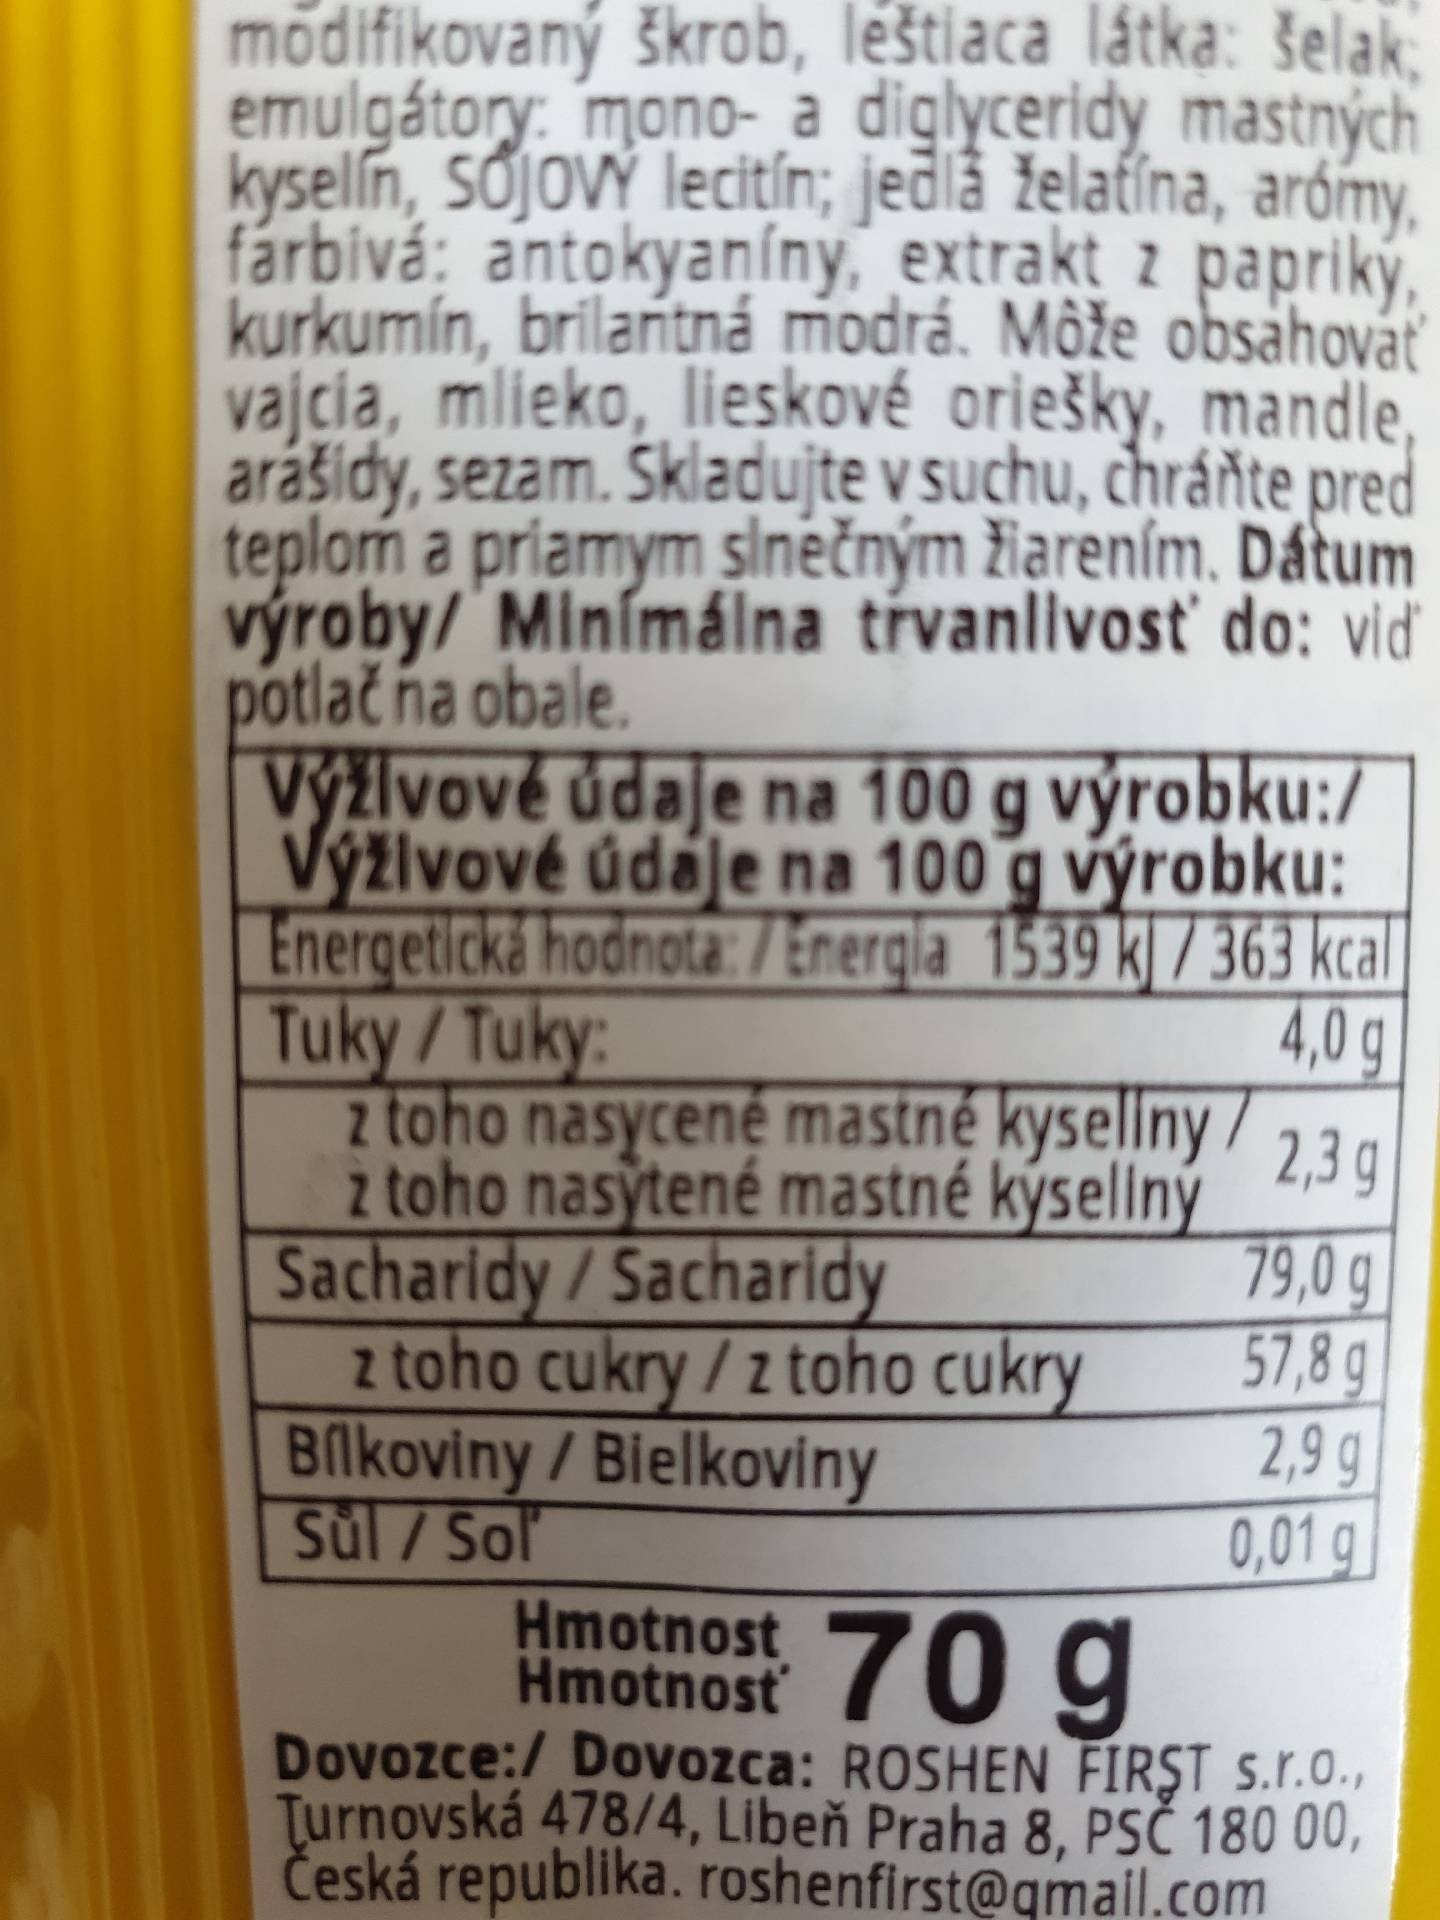 modifikovaný škrob, leštiaca látka: šelak;
emulgátory: mono- a diglyceridy mastných
kyselín, SÓJOVÝ lecitín; jedlá želatína, arómy,
farbivá: antokyaníny, extrakt z papriky,
kurkumín, brilantná modrá. Môže obsahovať
vajcia, mlieko, lieskové oriešky, mandle,
arašidy, sezam. Skladujte v suchu, chráňte pred
teplom a priamym slnečným žiarením. Dátum
výroby/ Minimálna trvanlivosť do: viď
potlač na obale.
Výživové údaje na 100 g výrobku:/
Výživové údaje na 100 g výrobku:
Energetická hodnota: / Energia 1539 kJ / 363 kcal
Tuky / Tuky: 4,0 g
z toho nasycené mastné kyseliny /
z toho nasýtené mastné kyseliny 2,3 g
Sacharidy / Sacharidy 79,0 g
z toho cukry / z toho cukry 57,8 g
Bílkoviny / Bielkoviny 2,9 g
Sůl / Soľ 0,01 g
Hmotnost
Hmotnosť 70 g
Dovozce:/ Dovozca: ROSHEN FIRST s.r.o.,
Turnovská 478/4, Libeň Praha 8, PSČ 180 00,
Česká republika. roshenfirst@gmail.com